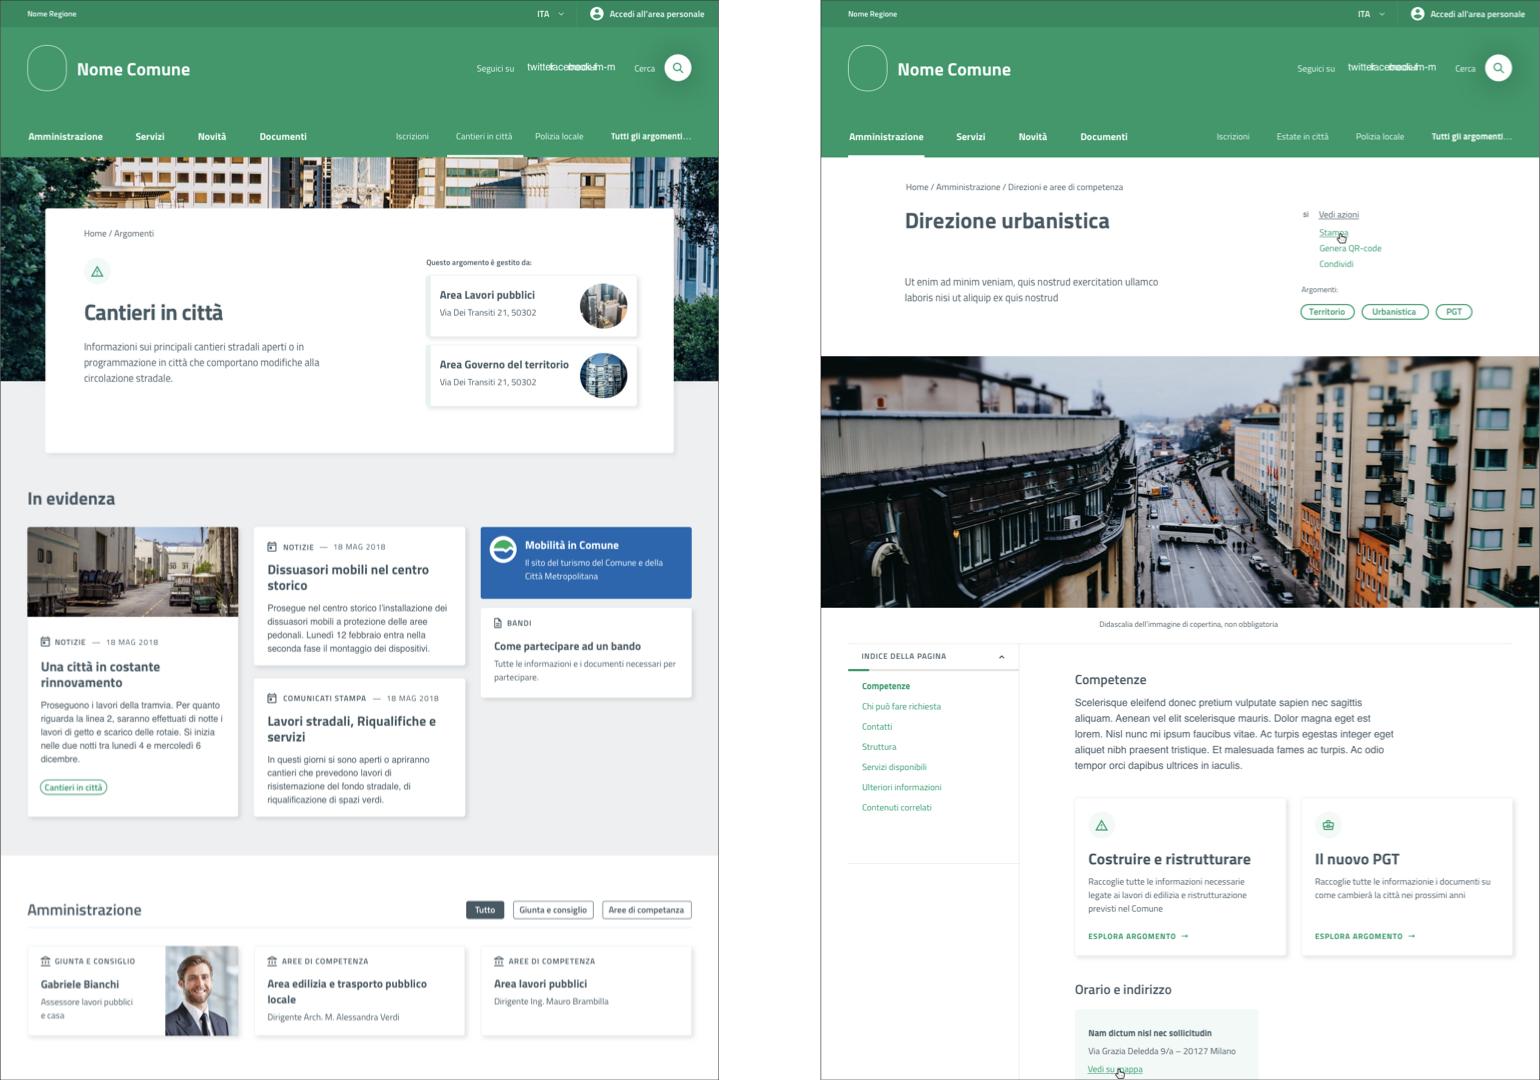 Nome Regione
ITA
Accedi all'area personale
Nome Comune
Seguici su
Cerca
Amministrazione
Servizi
Novità
Documenti
Iscrizioni
Cantieri in città
Polizia locale
Tutti gli argomenti...
Home / Argomenti
Cantieri in città
Informazioni sui principali cantieri stradali aperti o in
programmazione in città che comportano modifiche alla
circolazione stradale.
Questo argomento è gestito da:
Area Lavori pubblici
Via Dei Transiti 21, 50302
Area Governo del territorio
Via Dei Transiti 21, 50302
In evidenza
NOTIZIE — 18 MAG 2018
Una città in costante
rinnovamento
Proseguono i lavori della tramvia. Per quanto
riguarda la linea 2, saranno effettuati di notte i
lavori di getto e scarico delle rotaie. Si inizia
nelle due notti tra lunedì 4 e mercoledì 6
dicembre.
Cantieri in città
NOTIZIE — 18 MAG 2018
Dissuasori mobili nel centro
storico
Prosegue nel centro storico l'installazione dei
dissuasori mobili a protezione delle aree
pedonali. Lunedì 12 febbraio entra nella
seconda fase il montaggio dei dispositivi.
COMUNICATI STAMPA — 18 MAG 2018
Lavori stradali, Riqualifiche e
servizi
In questi giorni si sono aperti o apriranno
cantieri che prevedono lavori di
risistemazione del fondo stradale, di
riqualificazione di spazi verdi.
Mobilità in Comune
Il sito del turismo del Comune e della
Città Metropolitana
BANDI
Come partecipare ad un bando
Tutte le informazioni e i documenti necessari per
partecipare.
Amministrazione
Tutto
Giunta e consiglio
Aree di competanza
GIUNTA E CONSIGLIO
Gabriele Bianchi
Assessore lavori pubblici
e casa
AREE DI COMPETENZA
Area edilizia e trasporto pubblico
locale
Dirigente Arch. M. Alessandra Verdi
AREE DI COMPETENZA
Area lavori pubblici
Dirigente Ing. Mauro Brambilla
Nome Regione
ITA
Accedi all'area personale
Nome Comune
Seguici su
Cerca
Amministrazione
Servizi
Novità
Documenti
Iscrizioni
Estate in città
Polizia locale
Tutti gli argomenti...
Home / Amministrazione / Direzioni e aree di competenza
Direzione urbanistica
Ut enim ad minim veniam, quis nostrud exercitation ullamco
laboris nisi ut aliquip ex quis nostrud
si
Vedi azioni
Stampa
Genera QR-code
Condividi
Argomenti:
Territorio
Urbanistica
PGT
Didascalia dell'immagine di copertina, non obbligatoria
INDICE DELLA PAGINA
Competenze
Chi può fare richiesta
Contatti
Struttura
Servizi disponibili
Ulteriori informazioni
Contenuti correlati
Competenze
Scelerisque eleifend donec pretium vulputate sapien nec sagittis
aliquam. Aenean vel elit scelerisque mauris. Dolor magna eget est
lorem. Nisl nunc mi ipsum faucibus vitae. Ac turpis egestas integer eget
aliquet nibh praesent tristique. Et malesuada fames ac turpis. Ac odio
tempor orci dapibus ultrices in iaculis.
Costruire e ristrutturare
Raccoglie tutte le informazioni necessarie
legate ai lavori di edilizia e ristrutturazione
previsti nel Comune
ESPLORA ARGOMENTO →
Il nuovo PGT
Raccoglie tutte le informazionie i documenti su
come cambierà la città nei prossimi anni
ESPLORA ARGOMENTO →
Orario e indirizzo
Nam dictum nisl nec sollicitudin
Via Grazia Deledda 9/a – 20127 Milano
Vedi su mappa